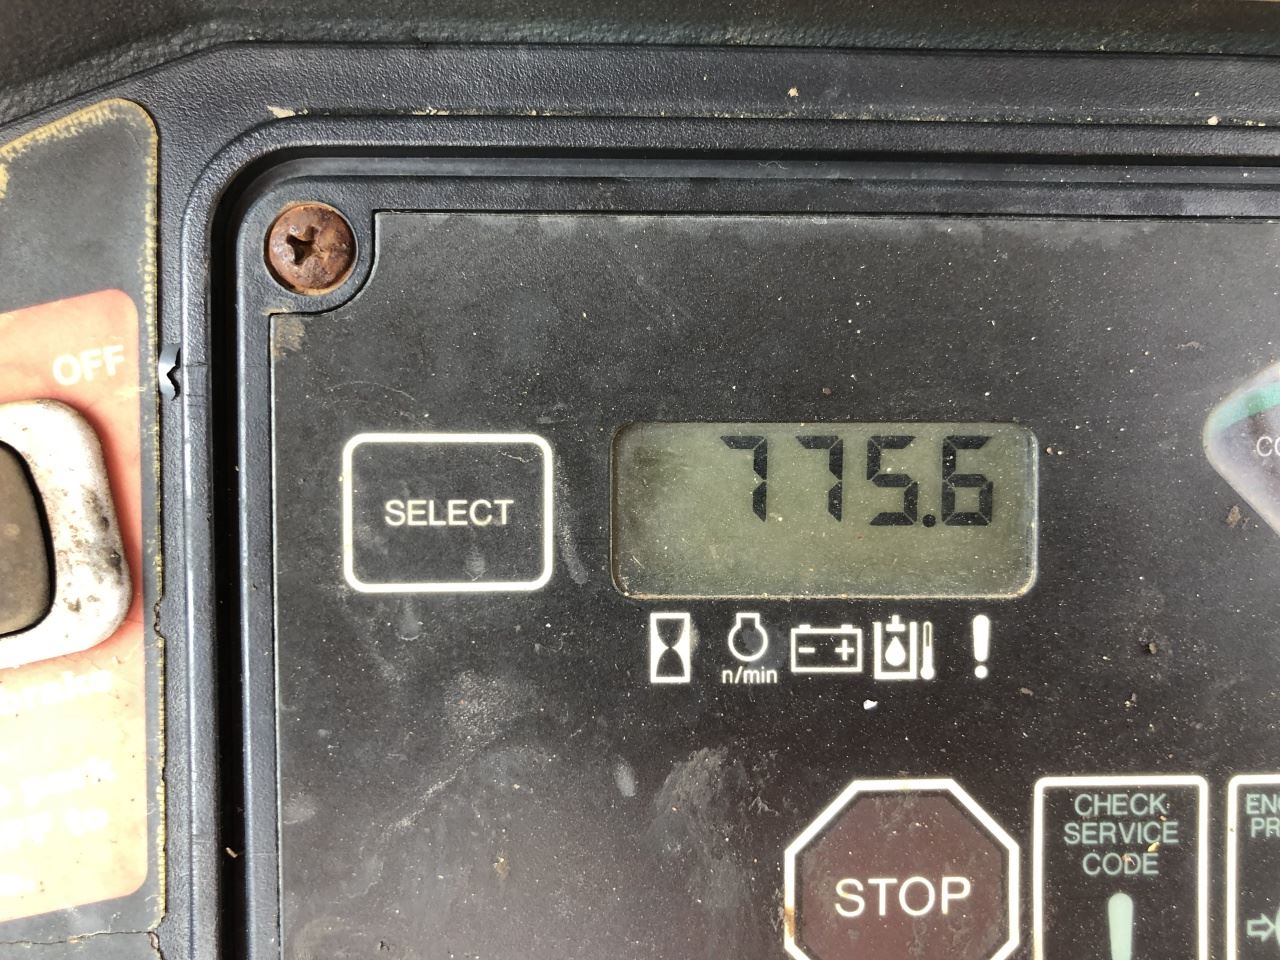 OFF
SELECT
775.6
n/min
STOP
CHECK
SERVICE
CODE